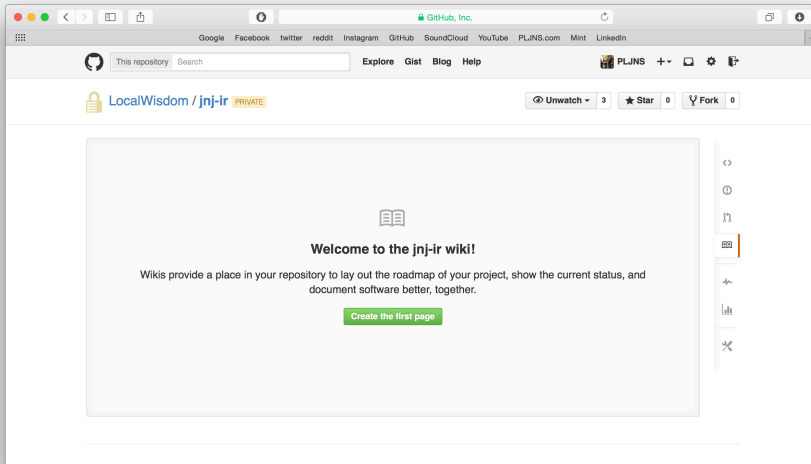 GitHub, Inc.
Google Facebook twitter reddit Instagram GitHub SoundCloud YouTube PLJNS.com Mint LinkedIn
This repository Search Explore Gist Blog Help PLJNS
LocalWisdom / jnj-ir PRIVATE Unwatch 3 Star 0 Fork 0
Welcome to the jnj-ir wiki!
Wikis provide a place in your repository to lay out the roadmap of your project, show the current status, and
document software better, together.
Create the first page